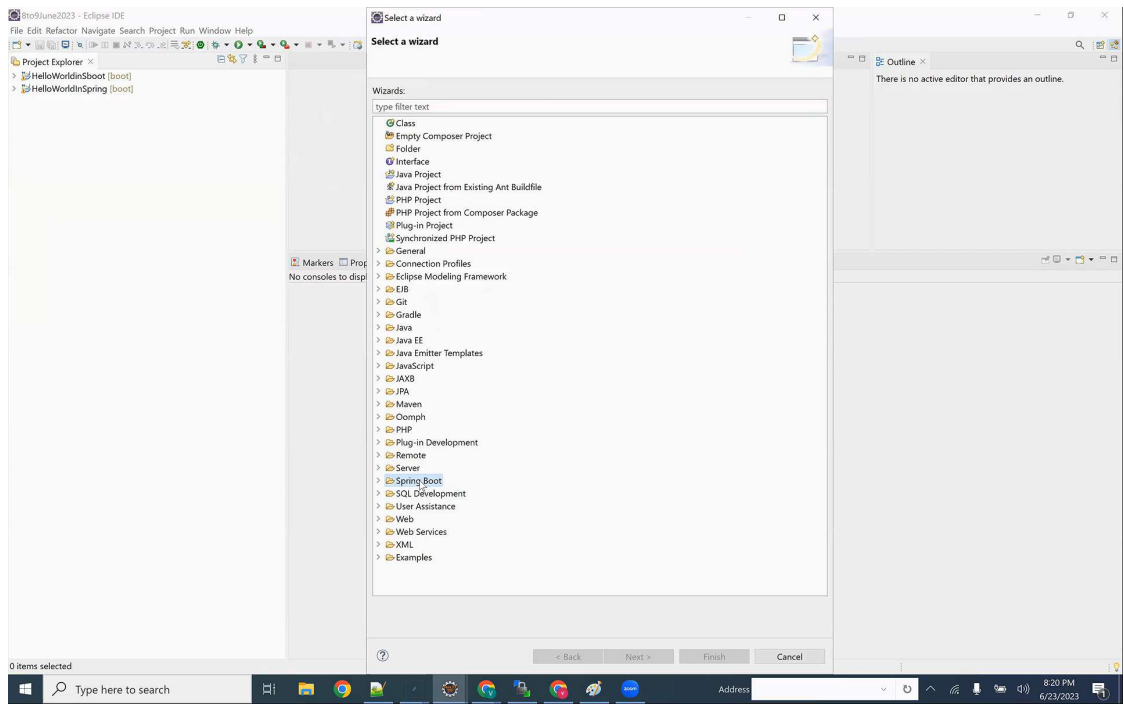 8to9June2023 - Eclipse IDE
File Edit Refactor Navigate Search Project Run Window Help
Project Explorer ×
HelloWorldinSboot [boot]
HelloWorldInSpring [boot]
Select a wizard
Select a wizard
Wizards:
type filter text
Class
Empty Composer Project
Folder
Interface
Java Project
Java Project from Existing Ant Buildfile
PHP Project
PHP Project from Composer Package
Plug-in Project
Synchronized PHP Project
General
Connection Profiles
Eclipse Modeling Framework
EJB
Git
Gradle
Java
Java EE
Java Emitter Templates
JavaScript
JAXB
JPA
Maven
Oomph
PHP
Plug-in Development
Remote
Server
Spring Boot
SQL Development
User Assistance
Web
Web Services
XML
Examples
< Back Next > Finish Cancel
Markers Prop
No consoles to displ
Outline ×
There is no active editor that provides an outline.
0 items selected
Type here to search
zoom
Address
8:20 PM
6/23/2023